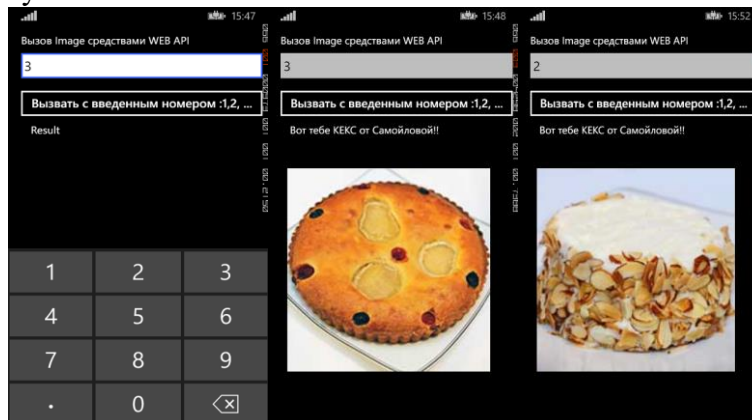 15:47
Вызов Image средствами WEB API
3
Вызвать с введенным номером :1,2, ...
Result
1 2 3
4 5 6
7 8 9
. 0
15:48
Вызов Image средствами WEB API
3
Вызвать с введенным номером :1,2, ...
Вот тебе КЕКС от Самойловой!!
15:52
Вызов Image средствами WEB API
2
Вызвать с введенным номером :1,2, ...
Вот тебе КЕКС от Самойловой!!